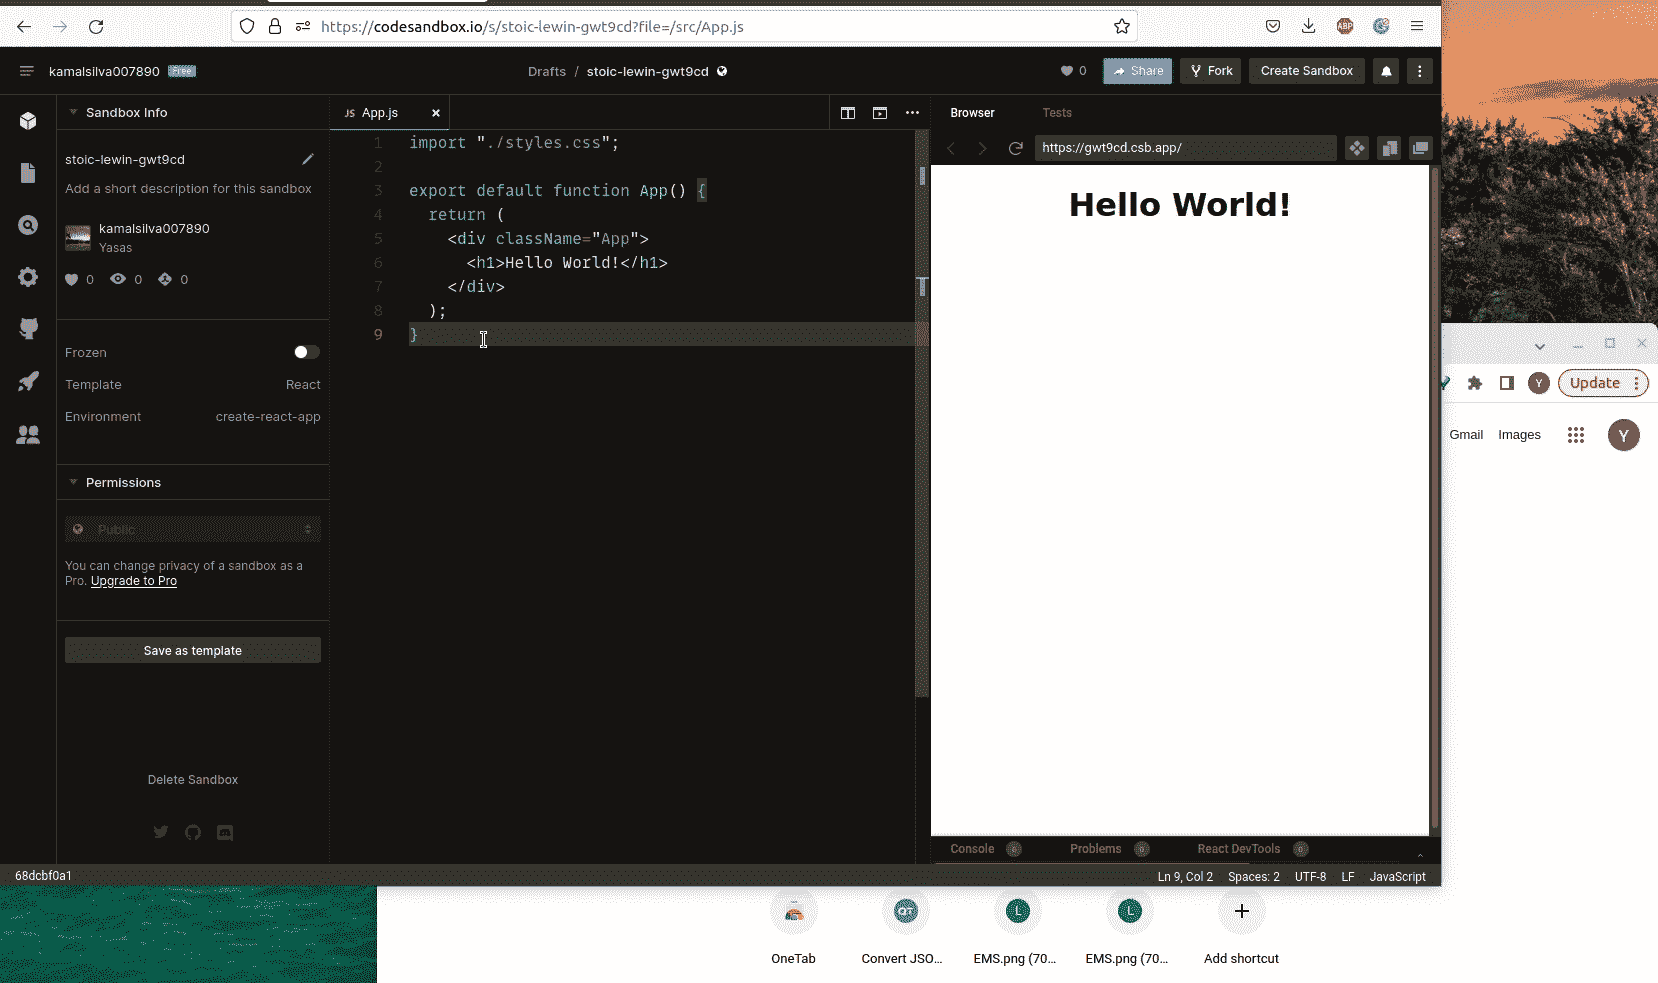 https://codesandbox.io/s/stoic-lewin-gwt9cd?file=/src/App.js
ABP
kamalsilva007890 Free
Drafts / stoic-lewin-gwt9cd
0
Share
Fork
Create Sandbox
Sandbox Info
stoic-lewin-gwt9cd
Add a short description for this sandbox
kamalsilva007890
Yasas
0 0 0
Frozen
Template React
Environment create-react-app
Permissions
Public
You can change privacy of a sandbox as a
Pro. Upgrade to Pro
Save as template
Delete Sandbox
JS App.js
1 import "./styles.css";
2
3 export default function App() {
4 return (
5 <div className="App">
6 <h1>Hello World!</h1>
7 </div>
8 );
9 }
Browser Tests
https://gwt9cd.csb.app/
Hello World!
Console 0 Problems 0 React DevTools 0
68dcbf0a1
Ln 9, Col 2 Spaces: 2 UTF-8 LF JavaScript
Y Update
Gmail Images Y
L L
OneTab Convert JSO... EMS.png (70... EMS.png (70... Add shortcut